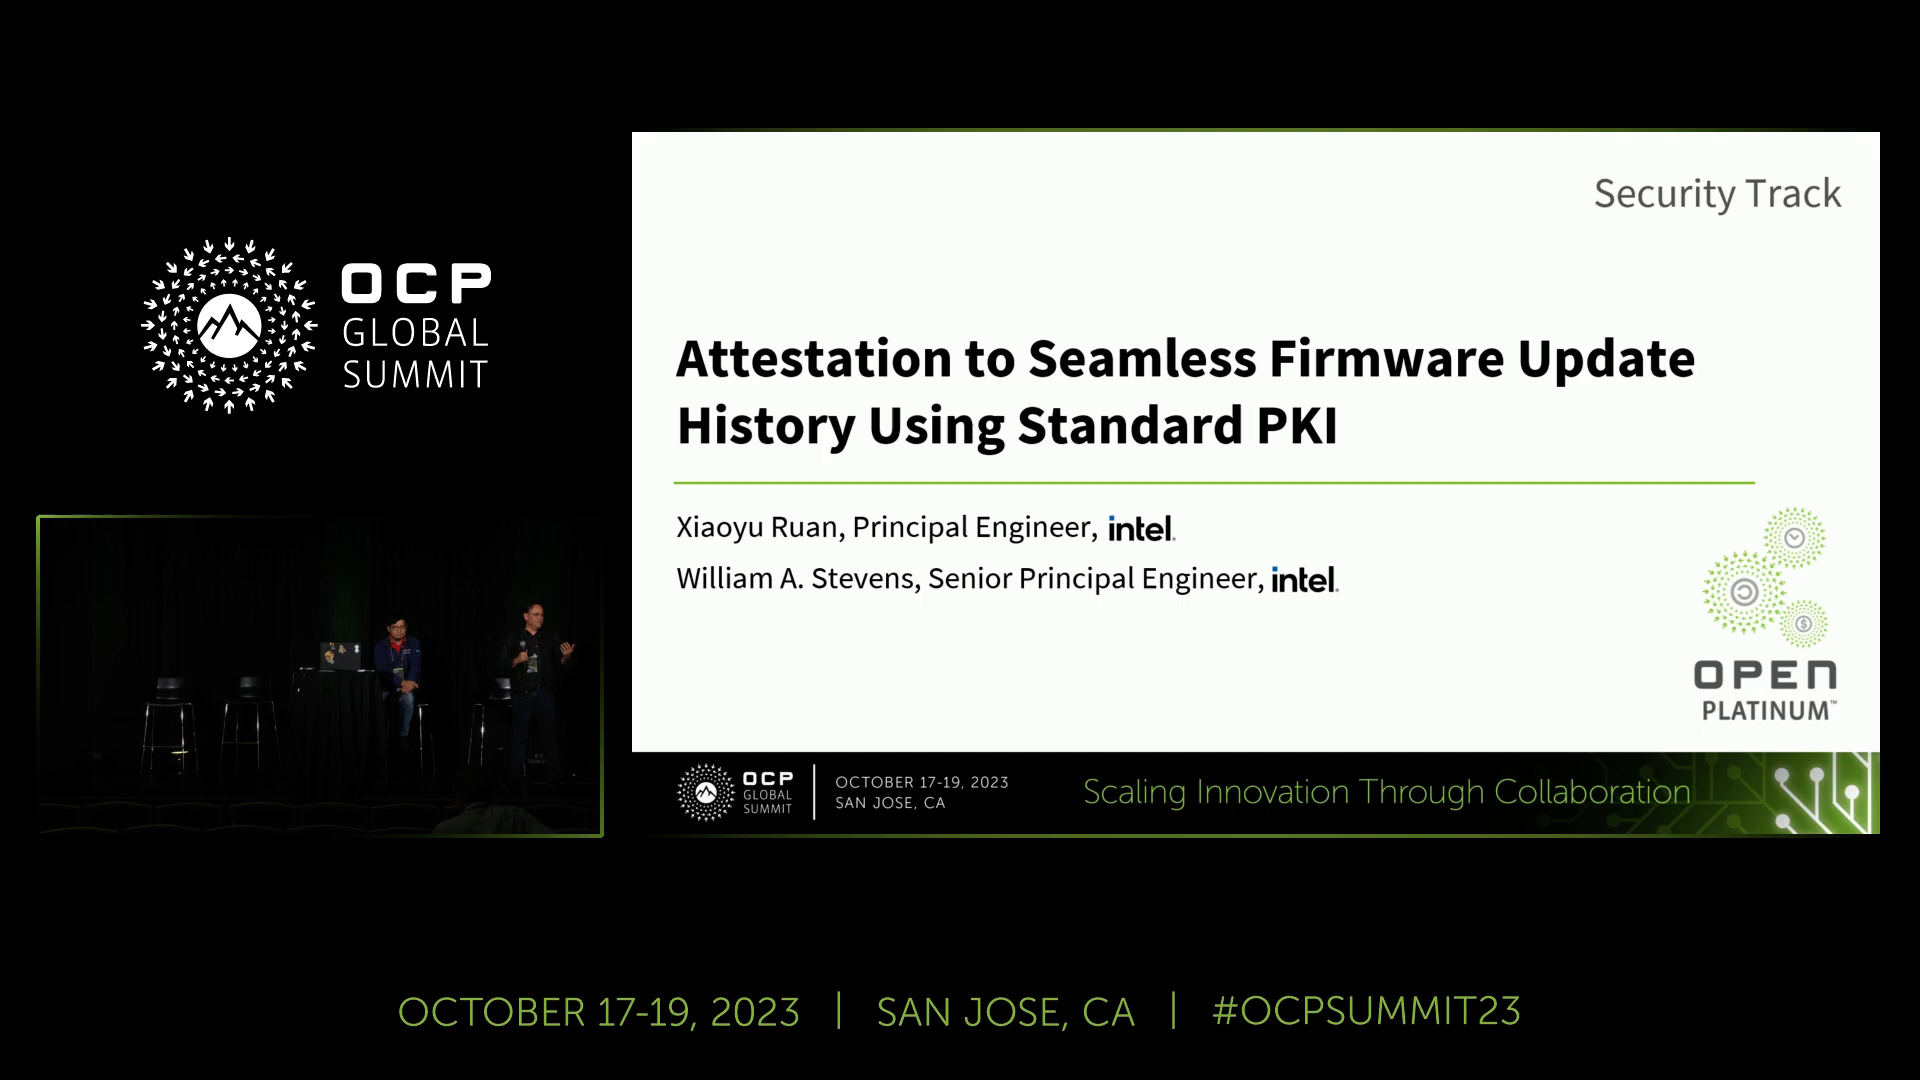 OCP
GLOBAL
SUMMIT
Security Track
Attestation to Seamless Firmware Update
History Using Standard PKI
Xiaoyu Ruan, Principal Engineer, intel.
William A. Stevens, Senior Principal Engineer, intel.
OPEN
PLATINUM™
OCP
GLOBAL
SUMMIT
OCTOBER 17-19, 2023
SAN JOSE, CA
Scaling Innovation Through Collaboration
OCTOBER 17-19, 2023 | SAN JOSE, CA | #OCPSUMMIT23